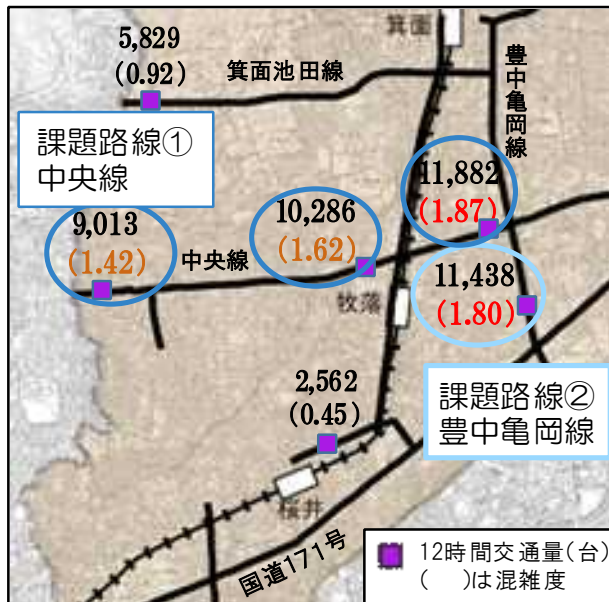 箕面
5,829
(0.92)
箕面池田線
豊中亀岡線
課題路線①
中央線
11,882
(1.87)
9,013
(1.42)
10,286
(1.62)
中央線
牧落
11,438
(1.80)
2,562
(0.45)
課題路線②
豊中亀岡線
桜井
国道171号
12時間交通量(台)
(　)は混雑度